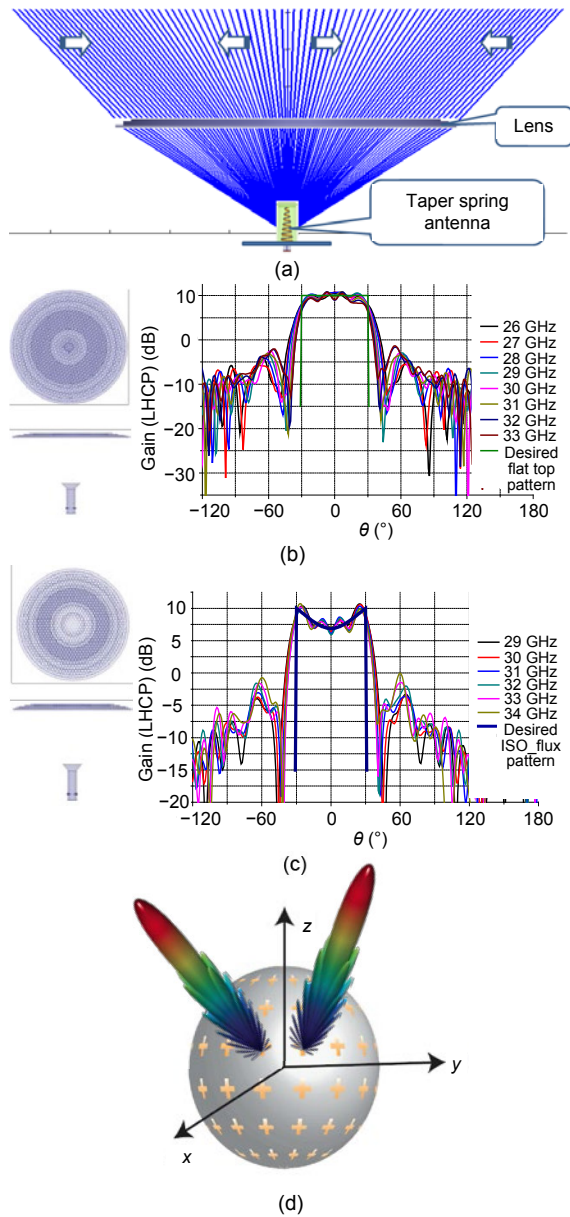 Lens
Taper spring
antenna
(a)
Gain (LHCP) (dB)
10
0
−10
−20
−30
−120
−60
0
60
120
180
θ (°)
26 GHz
27 GHz
28 GHz
29 GHz
30 GHz
31 GHz
32 GHz
33 GHz
Desired
flat top
pattern
(b)
Gain (LHCP) (dB)
10
5
0
−5
−10
−15
−20
−120
−60
0
60
120
180
θ (°)
29 GHz
30 GHz
31 GHz
32 GHz
33 GHz
34 GHz
Desired
ISO_flux
pattern
(c)
z
y
x
(d)